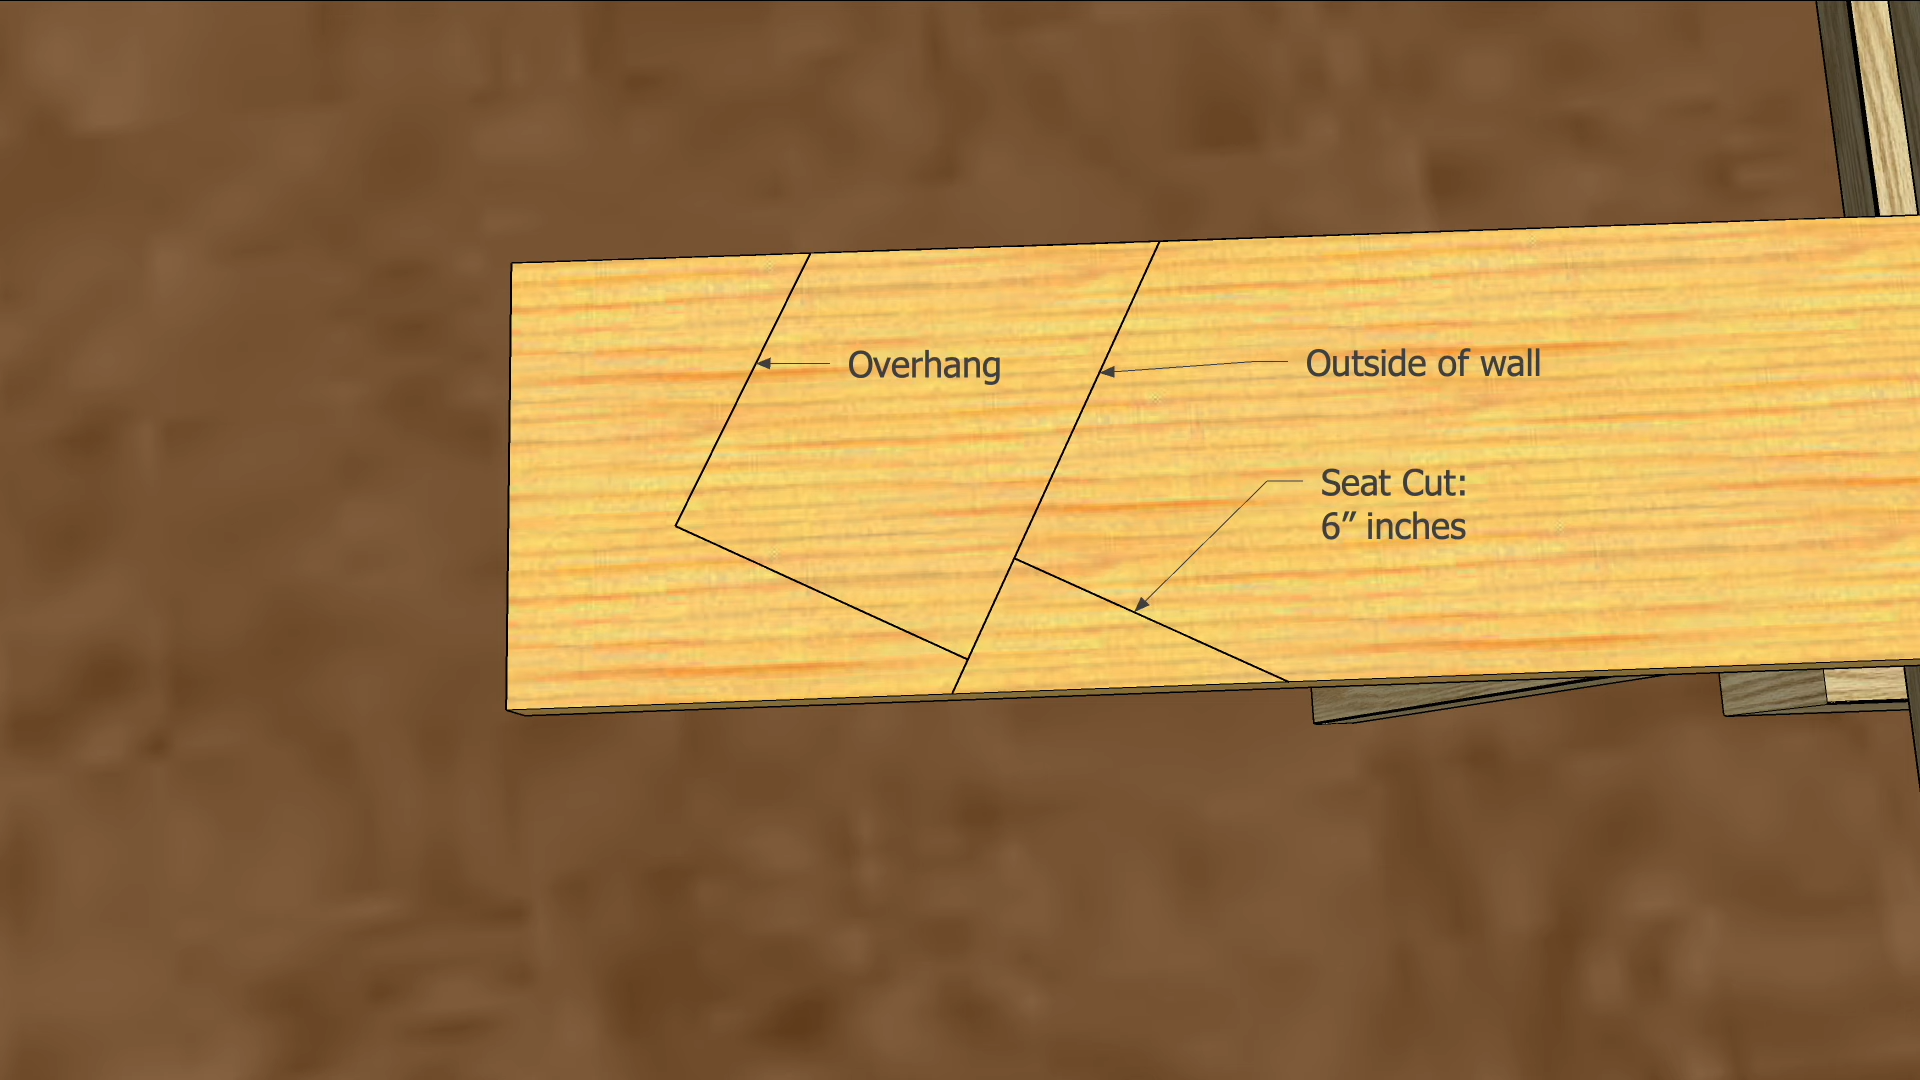 Overhang
Outside of wall
Seat Cut:
6” inches